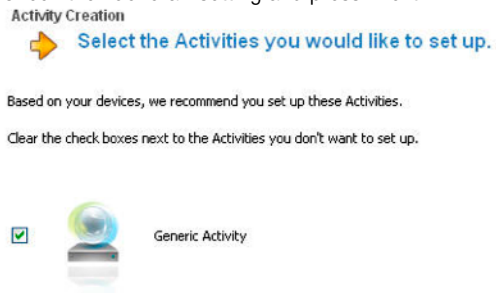 Activity Creation
Select the Activities you would like to set up.
Based on your devices, we recommend you set up these Activities.
Clear the check boxes next to the Activities you don't want to set up.
Generic Activity